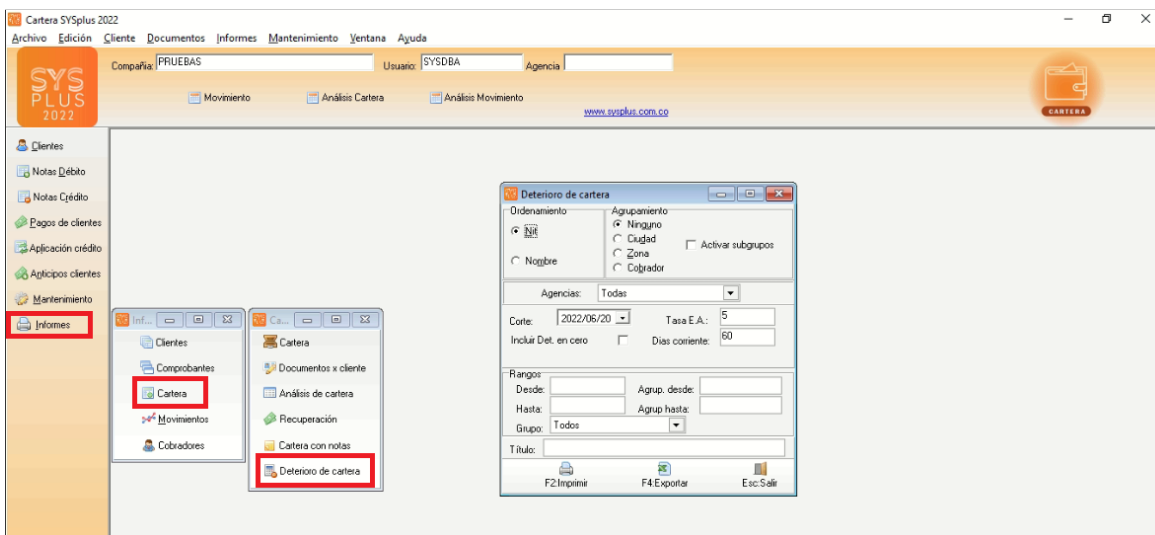 Cartera SYSplus 2022
Archivo Edición Cliente Documentos Informes Mantenimiento Ventana Ayuda
SYS PLUS 2022
Compañia: PRUEBAS Usuario: SYSDBA Agencia
Movimiento Análisis Cartera Análisis Movimiento
www.sysplus.com.co
CARTERA
Clientes
Notas Débito
Notas Crédito
Pagos de clientes
Aplicación crédito
Anticipos clientes
Mantenimiento
Informes
Inf...
Clientes
Comprobantes
Cartera
Movimientos
Cobradores
Ca...
Cartera
Documentos x cliente
Análisis de cartera
Recuperación
Cartera con notas
Deterioro de cartera
Deterioro de cartera
Ordenamiento
Nit
Nombre
Agrupamiento
Ninguno
Ciudad
Zona
Cobrador
Activar subgrupos
Agencias: Todas
Corte: 2022/06/20 Tasa E.A.: 5
Incluir Det. en cero Dias corriente: 60
Rangos
Desde: Agrup. desde:
Hasta: Agrup hasta:
Grupo: Todos
Título:
F2:Imprimir F4:Exportar Esc:Salir